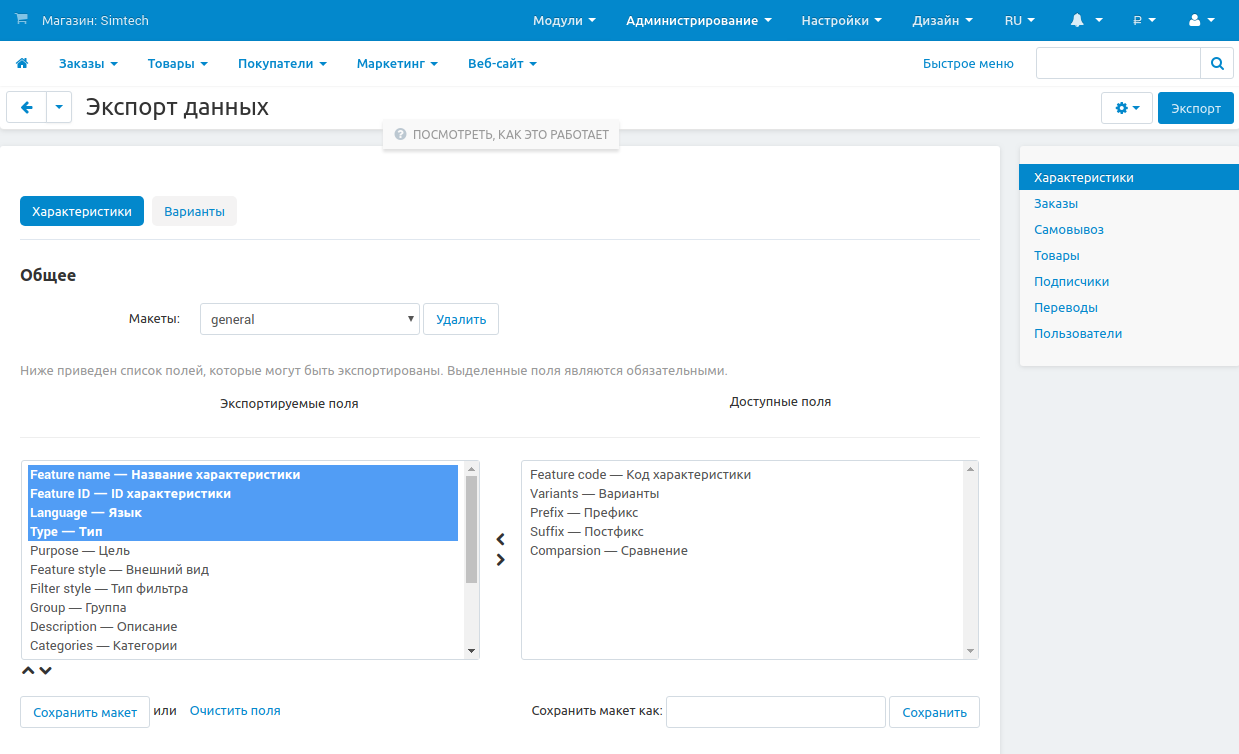 Магазин: Simtech
Модули
Администрирование
Настройки
Дизайн
RU
₽
Заказы
Товары
Покупатели
Маркетинг
Веб-сайт
Быстрое меню
Экспорт данных
Экспорт
? ПОСМОТРЕТЬ, КАК ЭТО РАБОТАЕТ
Характеристики
Варианты
Общее
Макеты:
general
Удалить
Ниже приведен список полей, которые могут быть экспортированы. Выделенные поля являются обязательными.
Экспортируемые поля
Доступные поля
Feature name — Название характеристики
Feature ID — ID характеристики
Language — Язык
Type — Тип
Purpose — Цель
Feature style — Внешний вид
Filter style — Тип фильтра
Group — Группа
Description — Описание
Categories — Категории
Feature code — Код характеристики
Variants — Варианты
Prefix — Префикс
Suffix — Постфикс
Comparsion — Сравнение
Сохранить макет
или
Очистить поля
Сохранить макет как:
Сохранить
Характеристики
Заказы
Самовывоз
Товары
Подписчики
Переводы
Пользователи